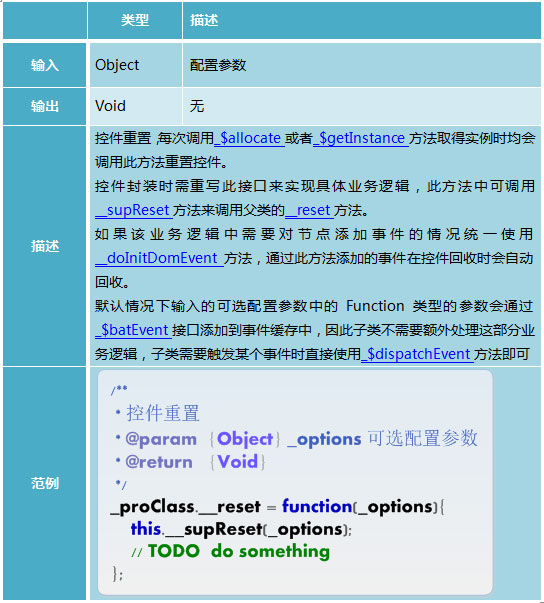 类型 描述
输入 Object 配置参数
输出 Void 无
描述
控件重置，每次调用_$allocate 或者_$getInstance 方法取得实例时均会
调用此方法重置控件。
控件封装时需重写此接口来实现具体业务逻辑，此方法中可调用
__supReset 方法来调用父类的__reset 方法。
如果该业务逻辑中需要对节点添加事件的情况统一使用
__doInitDomEvent 方法，通过此方法添加的事件在控件回收时会自动
回收。
默认情况下输入的可选配置参数中的 Function 类型的参数会通过
_$batEvent 接口添加到事件缓存中，因此子类不需要额外处理这部分业
务逻辑，子类需要触发某个事件时直接使用_$dispatchEvent 方法即可
范例
/**
* 控件重置
* @param {Object} _options 可选配置参数
* @return {Void}
*/
_proClass.__reset = function(_options){
this.__supReset(_options);
// TODO do something
};